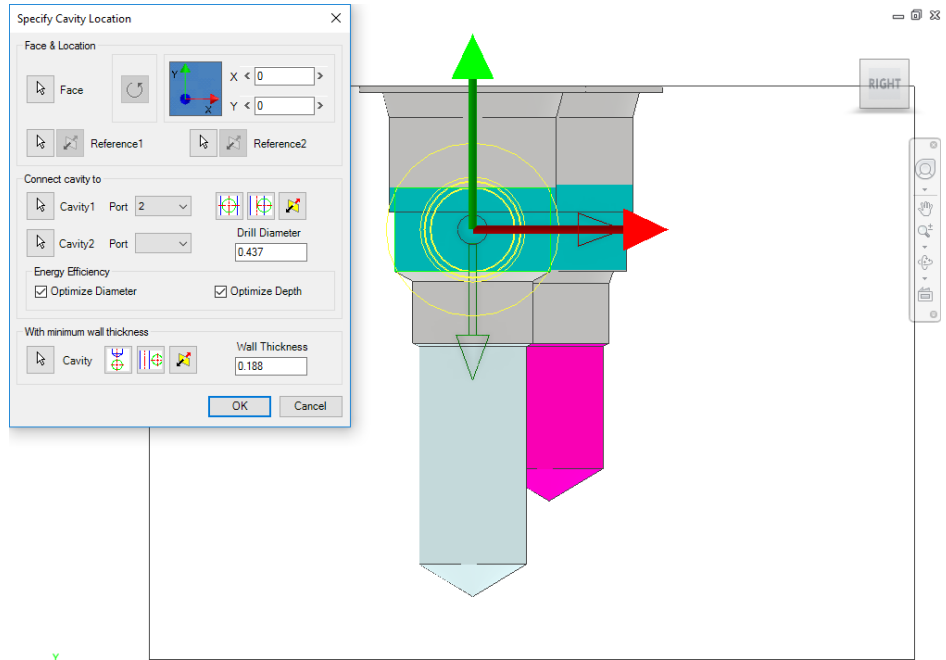 Specify Cavity Location
Face & Location
Face
Y
X
X < 0 >
Y < 0 >
Reference1
Reference2
Connect cavity to
Cavity1 Port 2
Cavity2 Port
Drill Diameter
0.437
Energy Efficiency
Optimize Diameter
Optimize Depth
With minimum wall thickness
Cavity
Wall Thickness
0.188
OK
Cancel
RIGHT
Y